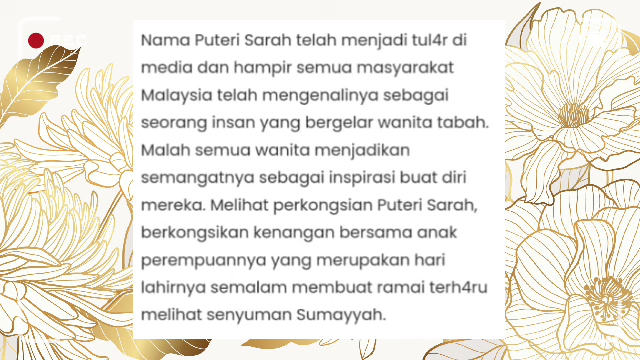 Nama Puteri Sarah telah menjadi tul4r di
media dan hampir semua masyarakat
Malaysia telah mengenalinya sebagai
seorang insan yang bergelar wanita tabah.
Malah semua wanita menjadikan
semangatnya sebagai inspirasi buat diri
mereka. Melihat perkongsian Puteri Sarah,
berkongsikan kenangan bersama anak
perempuannya yang merupakan hari
lahirnya semalam membuat ramai terh4ru
melihat senyuman Sumayyah.